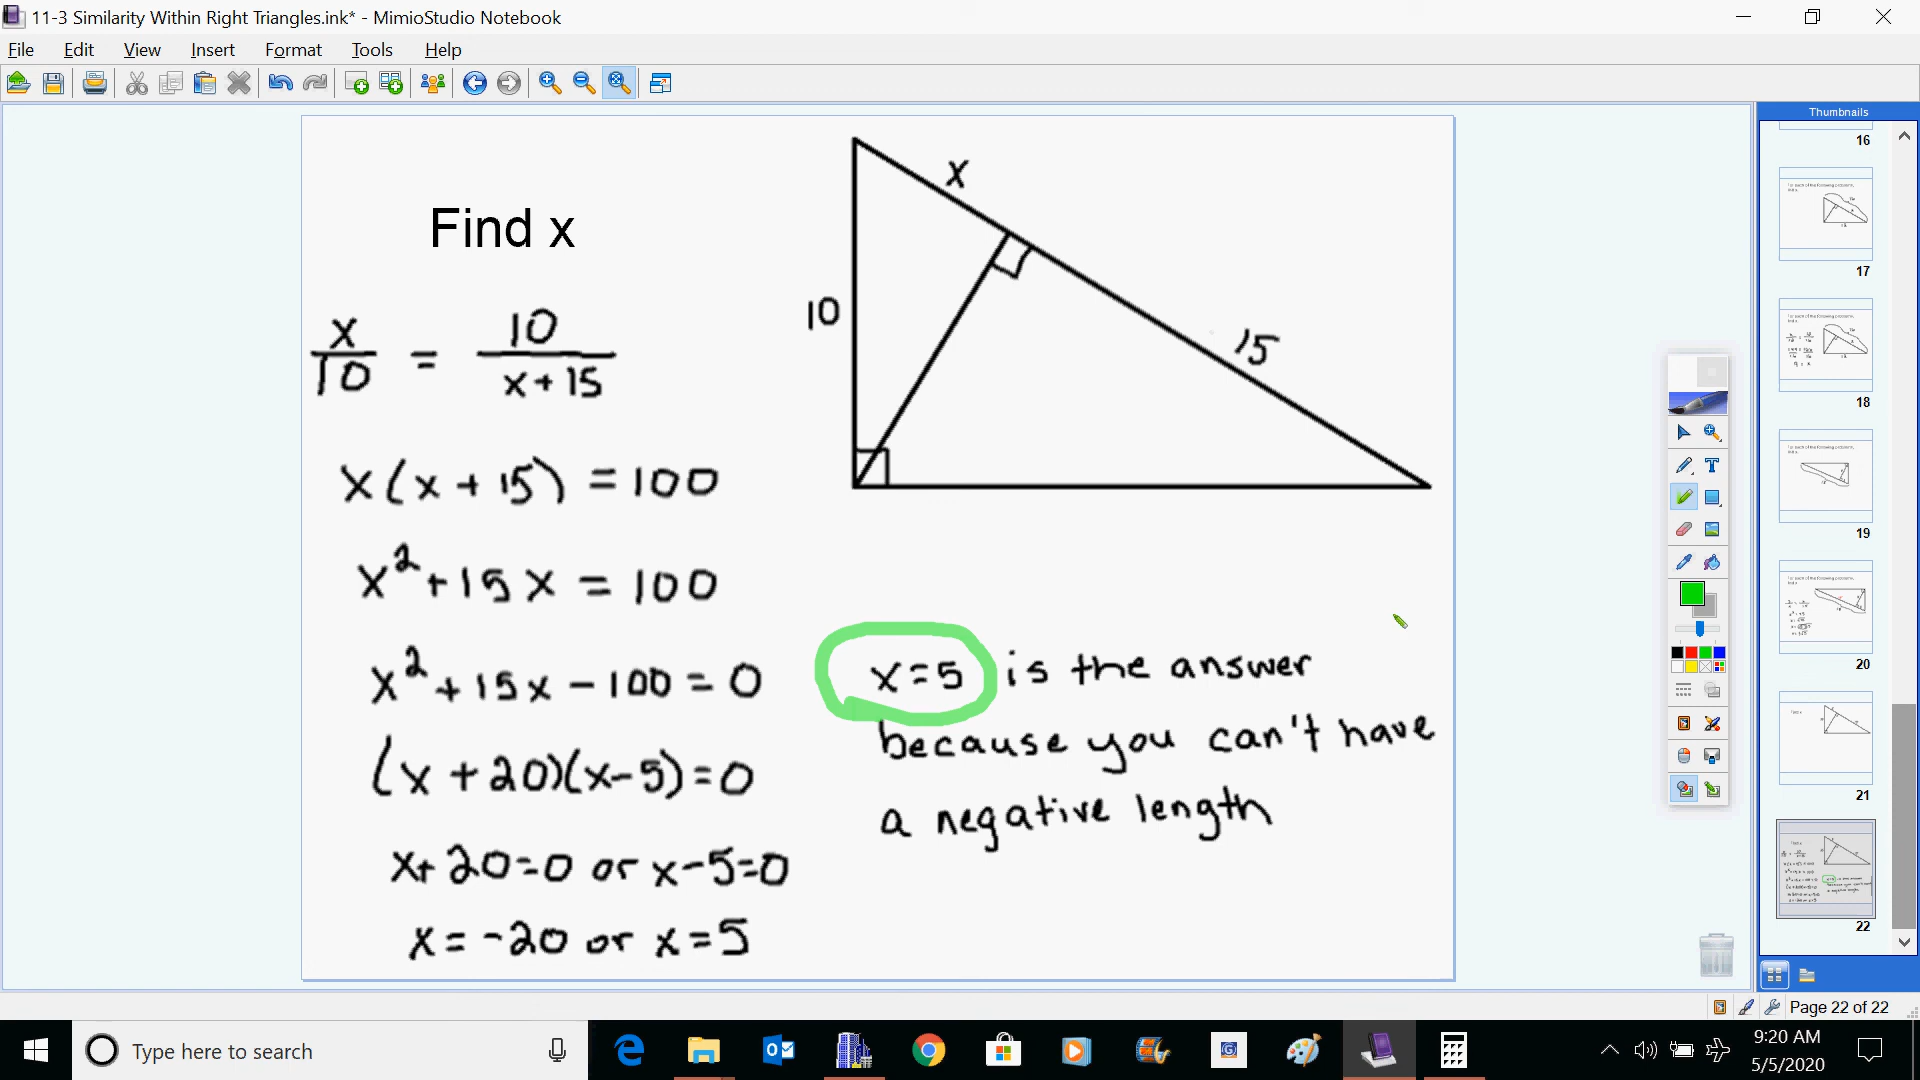 11-3 Similarity Within Right Triangles.ink* - MimioStudio Notebook
File Edit View Insert Format Tools Help
Thumbnails
Find x
x
10
15
x/10 = 10/(x+15)
x(x+15) = 100
x²+15x = 100
x²+15x-100=0
(x+20)(x-5)=0
x+20=0 or x-5=0
x=-20 or x=5
x=5 is the answer
because you can't have
a negative length
16
17
18
19
20
21
22
Page 22 of 22
Type here to search
9:20 AM
5/5/2020